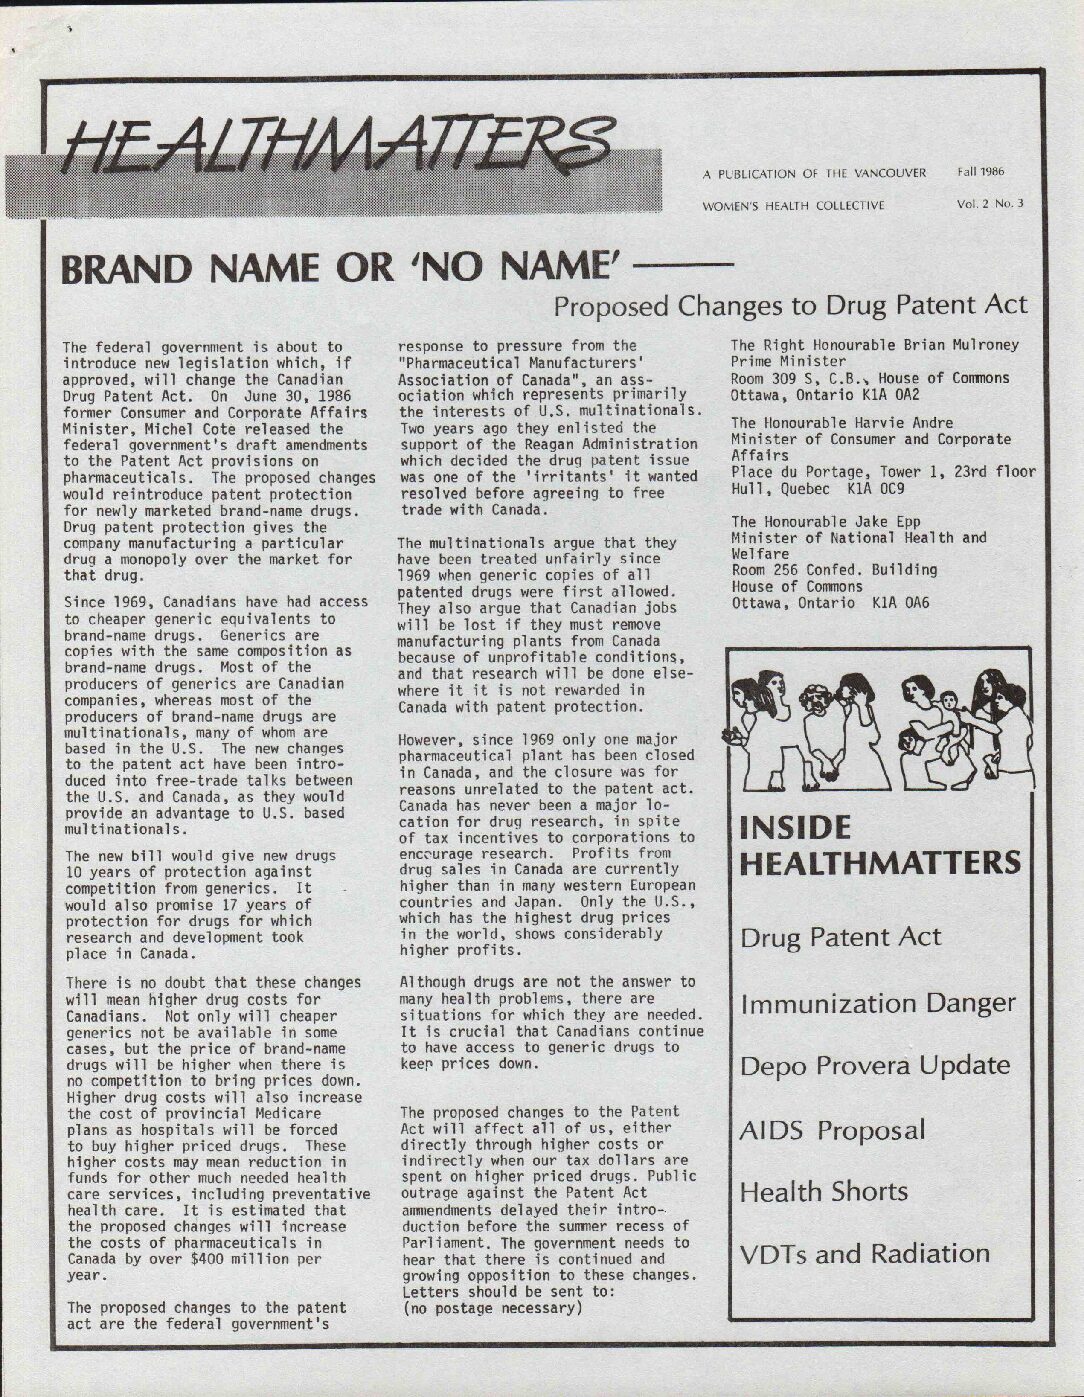 HEALTHMATTERS
A PUBLICATION OF THE VANCOUVER Fall 1986
WOMEN'S HEALTH COLLECTIVE Vol. 2 No. 3
BRAND NAME OR 'NO NAME' —
Proposed Changes to Drug Patent Act
The federal government is about to
introduce new legislation which, if
approved, will change the Canadian
Drug Patent Act. On June 30, 1986
former Consumer and Corporate Affairs
Minister, Michel Cote released the
federal government's draft amendments
to the Patent Act provisions on
pharmaceuticals. The proposed changes
would reintroduce patent protection
for newly marketed brand-name drugs.
Drug patent protection gives the
company manufacturing a particular
drug a monopoly over the market for
that drug.
Since 1969, Canadians have had access
to cheaper generic equivalents to
brand-name drugs. Generics are
copies with the same composition as
brand-name drugs. Most of the
producers of generics are Canadian
companies, whereas most of the
producers of brand-name drugs are
multinationals, many of whom are
based in the U.S. The new changes
to the patent act have been intro-
duced into free-trade talks between
the U.S. and Canada, as they would
provide an advantage to U.S. based
multinationals.
The new bill would give new drugs
10 years of protection against
competition from generics. It
would also promise 17 years of
protection for drugs for which
research and development took
place in Canada.
There is no doubt that these changes
will mean higher drug costs for
Canadians. Not only will cheaper
generics not be available in some
cases, but the price of brand-name
drugs will be higher when there is
no competition to bring prices down.
Higher drug costs will also increase
the cost of provincial Medicare
plans as hospitals will be forced
to buy higher priced drugs. These
higher costs may mean reduction in
funds for other much needed health
care services, including preventative
health care. It is estimated that
the proposed changes will increase
the costs of pharmaceuticals in
Canada by over $400 million per
year.
The proposed changes to the patent
act are the federal government's
response to pressure from the
"Pharmaceutical Manufacturers'
Association of Canada", an ass-
ociation which represents primarily
the interests of U.S. multinationals.
Two years ago they enlisted the
support of the Reagan Administration
which decided the drug patent issue
was one of the 'irritants' it wanted
resolved before agreeing to free
trade with Canada.
The multinationals argue that they
have been treated unfairly since
1969 when generic copies of all
patented drugs were first allowed.
They also argue that Canadian jobs
will be lost if they must remove
manufacturing plants from Canada
because of unprofitable conditions,
and that research will be done else-
where it it is not rewarded in
Canada with patent protection.
However, since 1969 only one major
pharmaceutical plant has been closed
in Canada, and the closure was for
reasons unrelated to the patent act.
Canada has never been a major lo-
cation for drug research, in spite
of tax incentives to corporations to
encourage research. Profits from
drug sales in Canada are currently
higher than in many western European
countries and Japan. Only the U.S.,
which has the highest drug prices
in the world, shows considerably
higher profits.
Although drugs are not the answer to
many health problems, there are
situations for which they are needed.
It is crucial that Canadians continue
to have access to generic drugs to
keep prices down.
The proposed changes to the Patent
Act will affect all of us, either
directly through higher costs or
indirectly when our tax dollars are
spent on higher priced drugs. Public
outrage against the Patent Act
ammendments delayed their intro-
duction before the summer recess of
Parliament. The government needs to
hear that there is continued and
growing opposition to these changes.
Letters should be sent to:
(no postage necessary)
The Right Honourable Brian Mulroney
Prime Minister
Room 309 S, C.B., House of Commons
Ottawa, Ontario K1A 0A2
The Honourable Harvie Andre
Minister of Consumer and Corporate
Affairs
Place du Portage, Tower 1, 23rd floor
Hull, Quebec K1A 0C9
The Honourable Jake Epp
Minister of National Health and
Welfare
Room 256 Confed. Building
House of Commons
Ottawa, Ontario K1A 0A6
INSIDE
HEALTHMATTERS
Drug Patent Act
Immunization Danger
Depo Provera Update
AIDS Proposal
Health Shorts
VDTs and Radiation